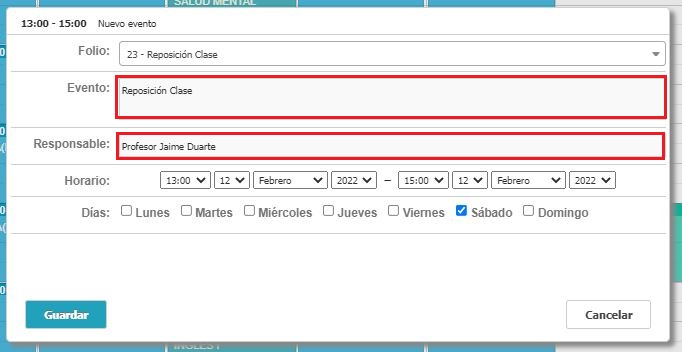 SALUD MENTAL
13:00 - 15:00 Nuevo evento
Folio: 23 - Reposición Clase
Evento: Reposición Clase
Responsable: Profesor Jaime Duarte
Horario: 13:00 12 Febrero 2022 – 15:00 12 Febrero 2022
Días: Lunes Martes Miércoles Jueves Viernes Sábado Domingo
Guardar Cancelar
INGLES I